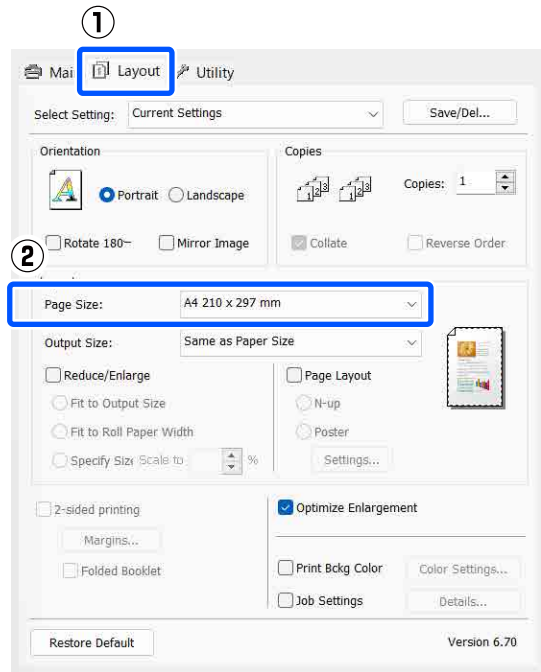 ①
Mai Layout Utility
Select Setting: Current Settings Save/Del...
Orientation Copies
Portrait Landscape Copies: 1
Rotate 180 Mirror Image Collate Reverse Order
②
Page Size: A4 210 x 297 mm
Output Size: Same as Paper Size
Reduce/Enlarge Page Layout
Fit to Output Size N-up
Fit to Roll Paper Width Poster
Specify Size Scale to % Settings...
2-sided printing Optimize Enlargement
Margins...
Folded Booklet Print Bckg Color Color Settings...
Job Settings Details...
Restore Default Version 6.70